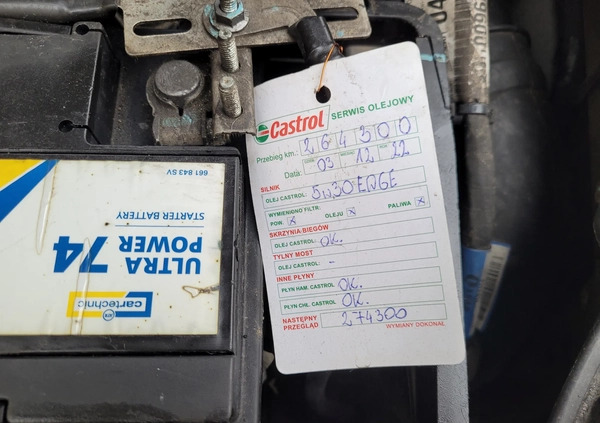 Castrol SERWIS OLEJOWY
Przebieg km.: 264300
Data: 03 12 22
SILNIK
OLEJ CASTROL: 5W30 EDGE
WYMIENIONO FILTR:
POW. x OLEJU x PALIWA x
SKRZYNIA BIEGÓW
OLEJ CASTROL: OK.
TYLNY MOST
OLEJ CASTROL: -
INNE PŁYNY
PŁYN HAM. CASTROL OK.
PŁYN CHŁ. CASTROL OK.
NASTĘPNY
PRZEGLĄD 274300
WYMIANY DOKONAŁ
661 843 SV
STARTER BATTERY
ULTRA
POWER 74
cartechnic